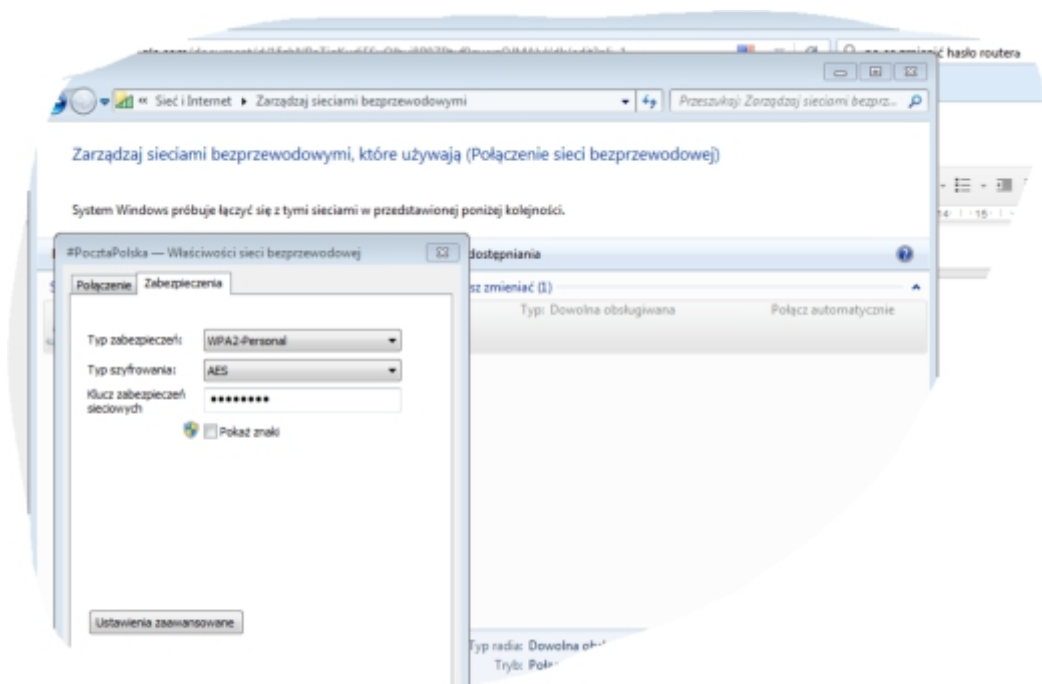 hasło routera
« Sieć i Internet ▸ Zarządzaj sieciami bezprzewodowymi
Przeszukaj: Zarządzaj sieciami bezprz...
Zarządzaj sieciami bezprzewodowymi, które używają (Połączenie sieci bezprzewodowej)
System Windows próbuje łączyć się z tymi sieciami w przedstawionej poniżej kolejności.
14 15
#PocztaPolska — Właściwości sieci bezprzewodowej
dostępniania
Połączenie Zabezpieczenia
sz zmieniać (1)
Typ: Dowolna obsługiwana Połącz automatycznie
Typ zabezpieczeń: WPA2-Personal
Typ szyfrowania: AES
Klucz zabezpieczeń
sieciowych
Pokaż znaki
Ustawienia zaawansowane
Typ radia: Dowolna
Tryb: